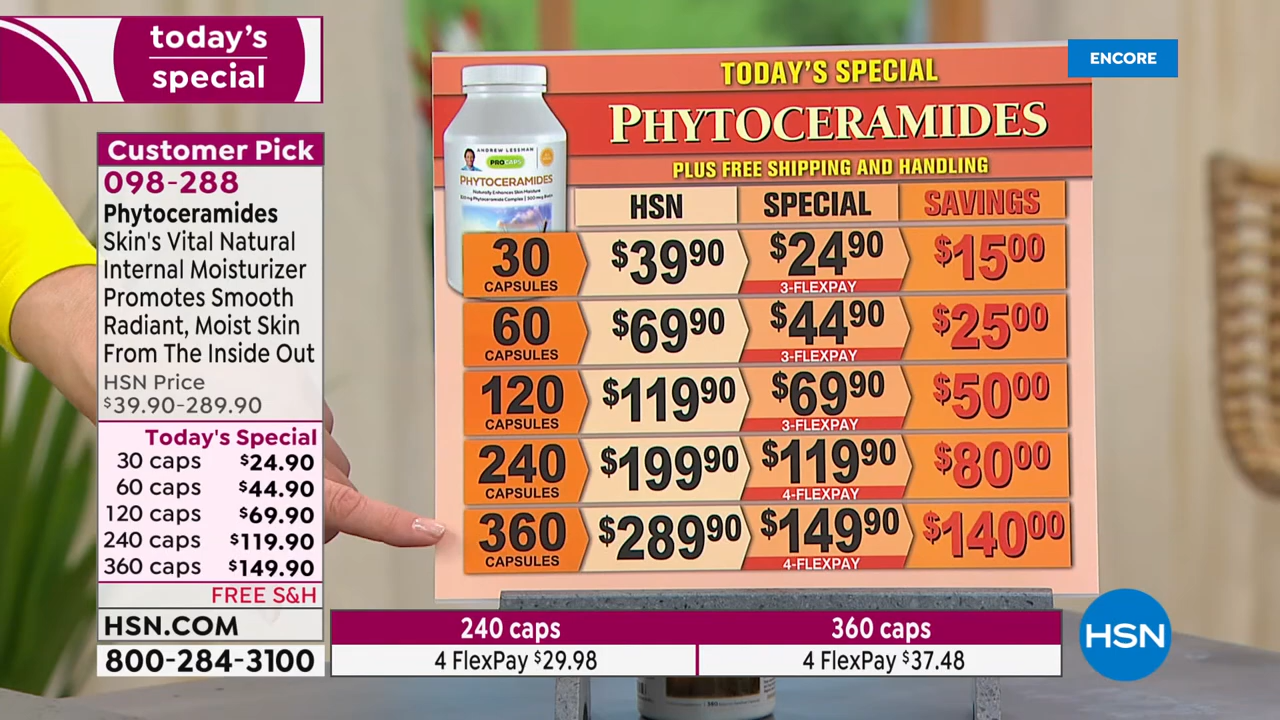 today's
special
Customer Pick
098-288
Phytoceramides
Skin's Vital Natural
Internal Moisturizer
Promotes Smooth
Radiant, Moist Skin
From The Inside Out
HSN Price
$39.90-289.90
Today's Special
30 caps $24.90
60 caps $44.90
120 caps $69.90
240 caps $119.90
360 caps $149.90
FREE S&H
HSN.COM
800-284-3100
ENCORE
TODAY'S SPECIAL
PHYTOCERAMIDES
PLUS FREE SHIPPING AND HANDLING
ANDREW LESSMAN
PROCAPS
PHYTOCERAMIDES
Naturally Enhances Skin Moisture
HSN SPECIAL SAVINGS
30 CAPSULES $39.90 $24.90 $15.00
3-FLEXPAY
60 CAPSULES $69.90 $44.90 $25.00
3-FLEXPAY
120 CAPSULES $119.90 $69.90 $50.00
3-FLEXPAY
240 CAPSULES $199.90 $119.90 $80.00
4-FLEXPAY
360 CAPSULES $289.90 $149.90 $140.00
4-FLEXPAY
240 caps 360 caps
4 FlexPay $29.98 4 FlexPay $37.48
HSN